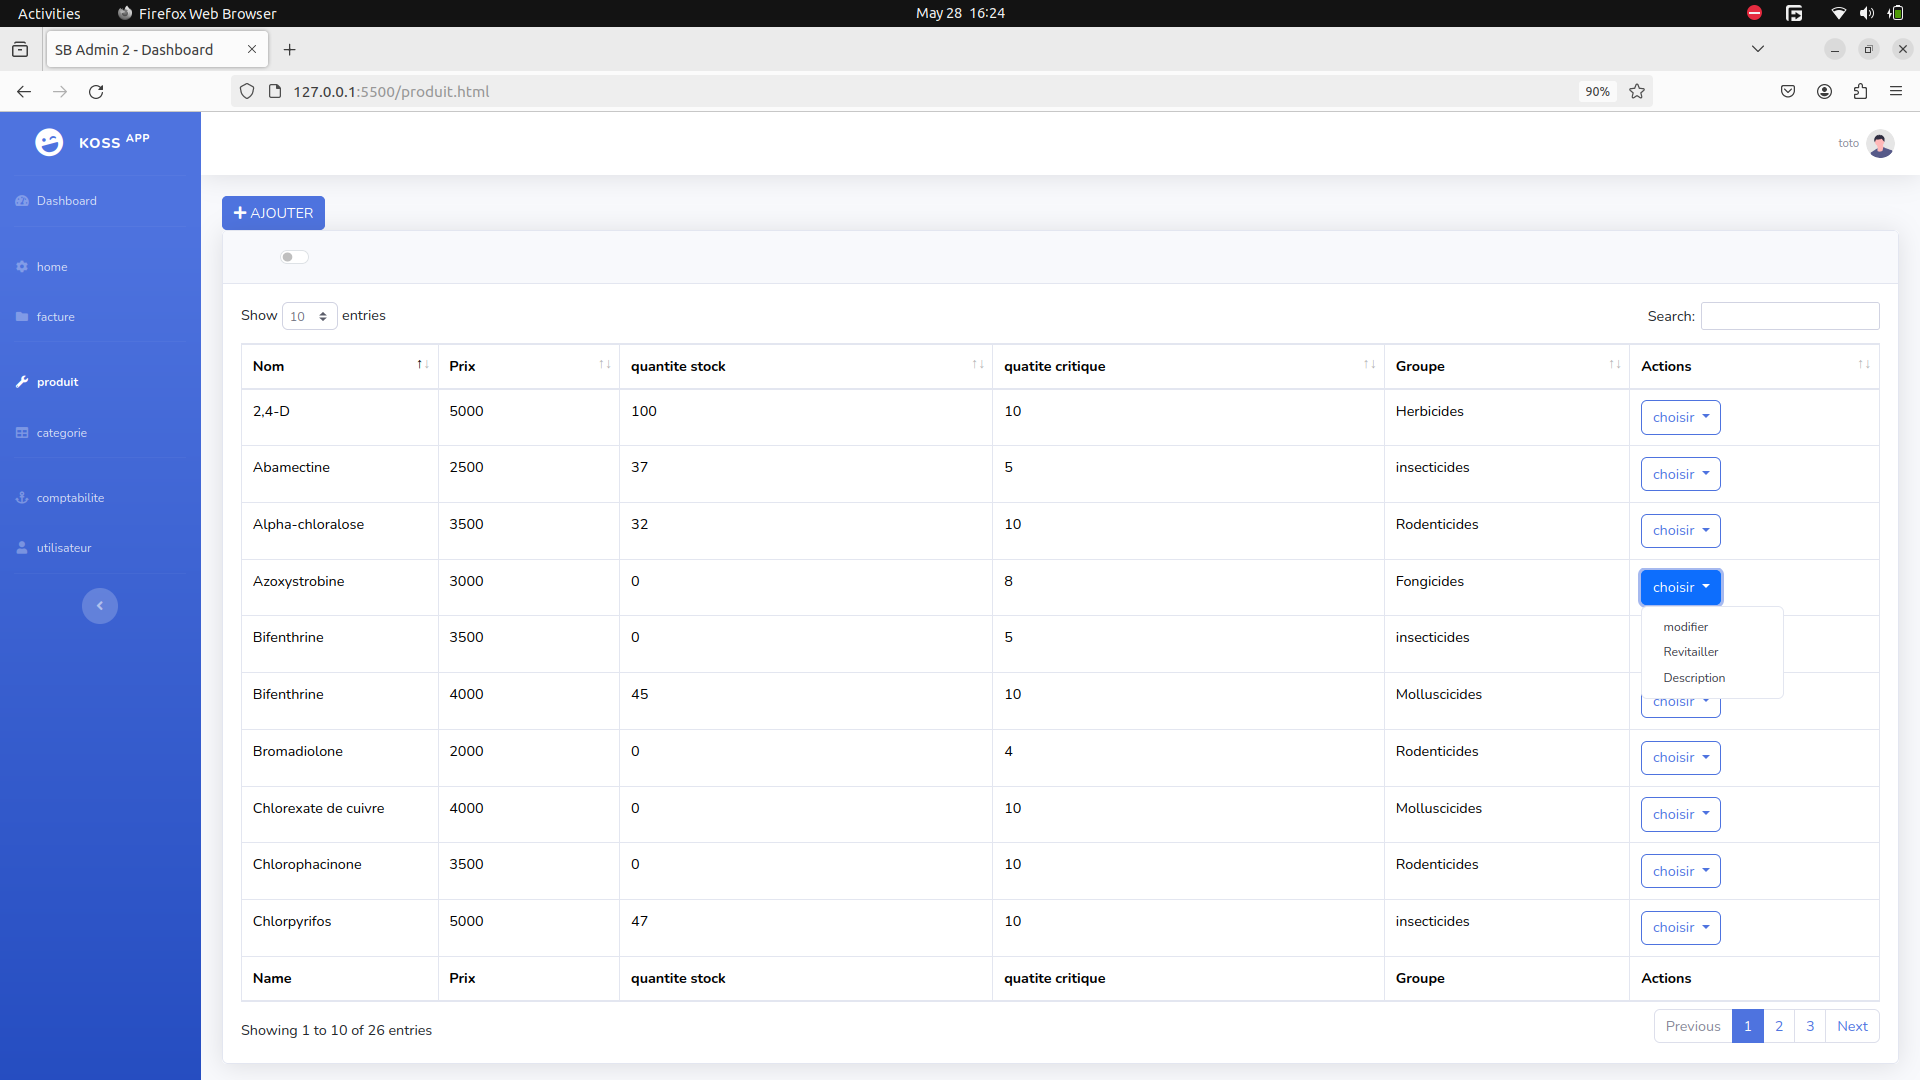 Activities Firefox Web Browser May 28 16:24
SB Admin 2 - Dashboard
127.0.0.1:5500/produit.html 90%
KOSS APP
toto
Dashboard
home
facture
produit
categorie
comptabilite
utilisateur
AJOUTER
Show 10 entries Search:
Nom Prix quantite stock quatite critique Groupe Actions
2,4-D 5000 100 10 Herbicides choisir
Abamectine 2500 37 5 insecticides choisir
Alpha-chloralose 3500 32 10 Rodenticides choisir
Azoxystrobine 3000 0 8 Fongicides choisir
modifier
Revitailler
Description
Bifenthrine 3500 0 5 insecticides
Bifenthrine 4000 45 10 Molluscicides choisir
Bromadiolone 2000 0 4 Rodenticides choisir
Chlorexate de cuivre 4000 0 10 Molluscicides choisir
Chlorophacinone 3500 0 10 Rodenticides choisir
Chlorpyrifos 5000 47 10 insecticides choisir
Name Prix quantite stock quatite critique Groupe Actions
Showing 1 to 10 of 26 entries
Previous 1 2 3 Next